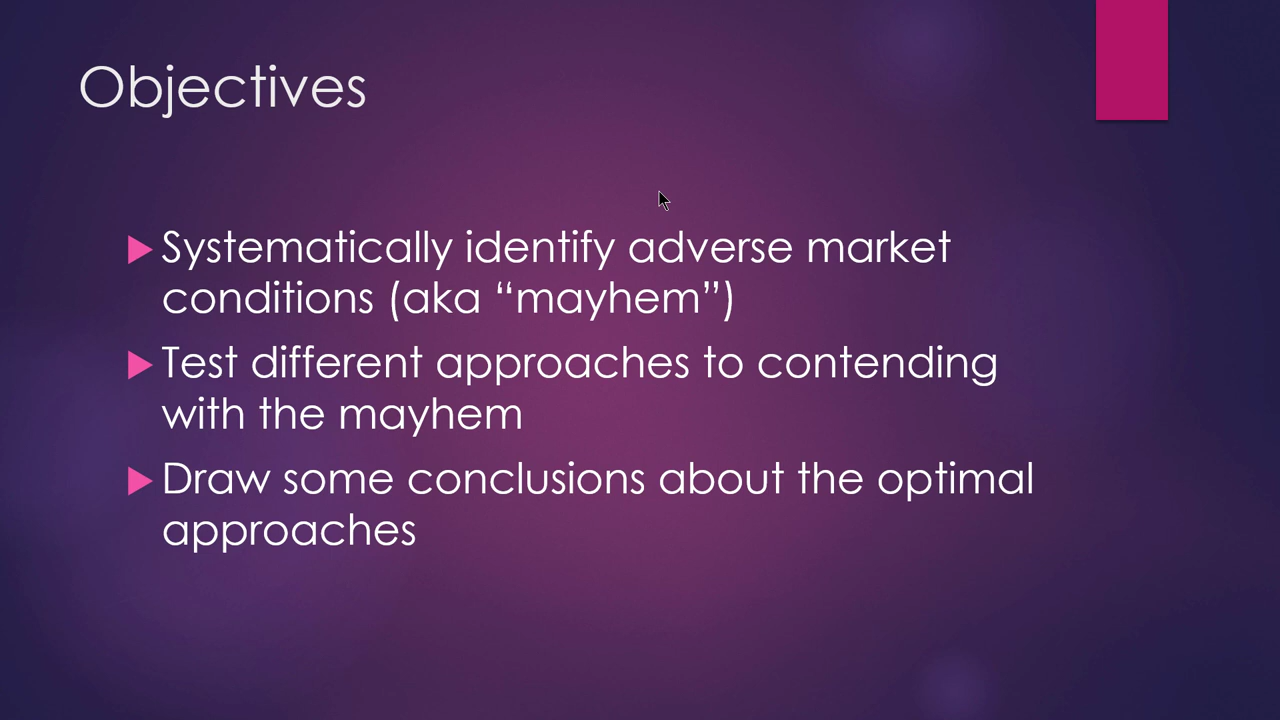 Objectives
Systematically identify adverse market
conditions (aka “mayhem”)
Test different approaches to contending
with the mayhem
Draw some conclusions about the optimal
approaches